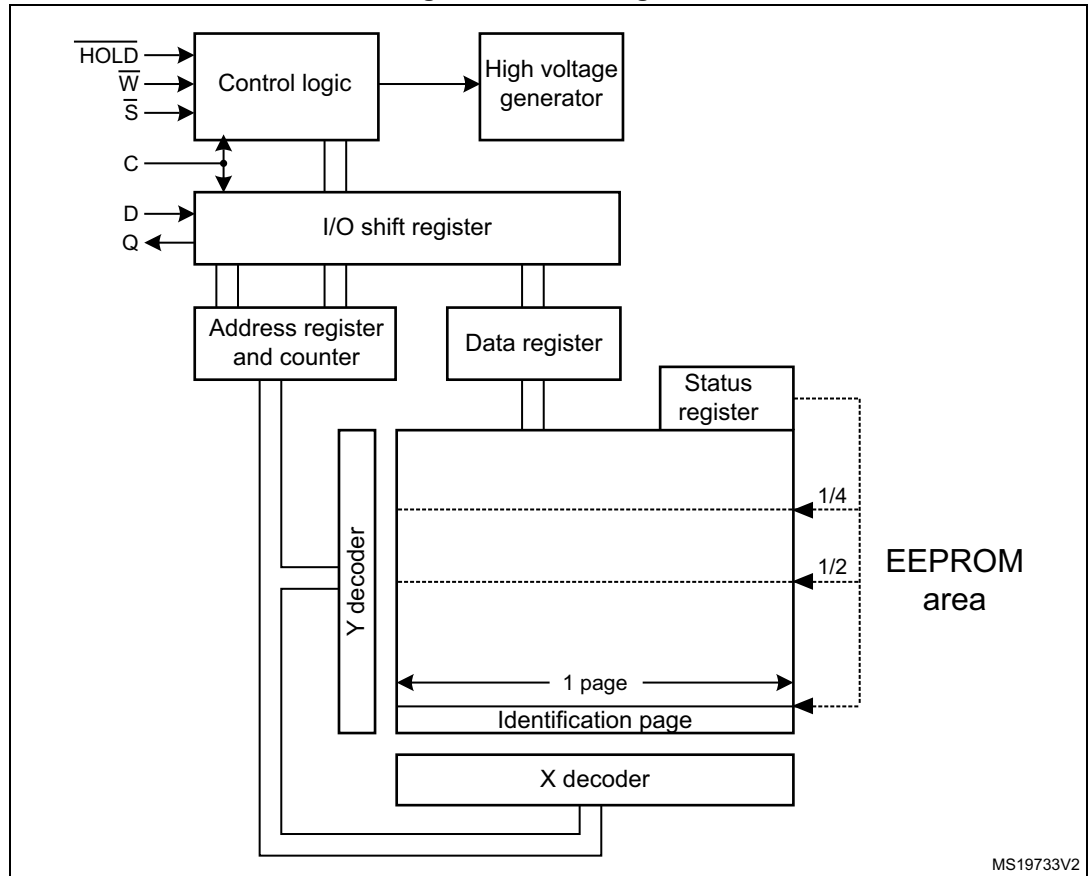 H̅O̅L̅D̅
W̅
S̅
C
D
Q
Control logic
High voltage
generator
I/O shift register
Address register
and counter
Data register
Status
register
Y decoder
1/4
1/2
EEPROM
area
1 page
Identification page
X decoder
MS19733V2